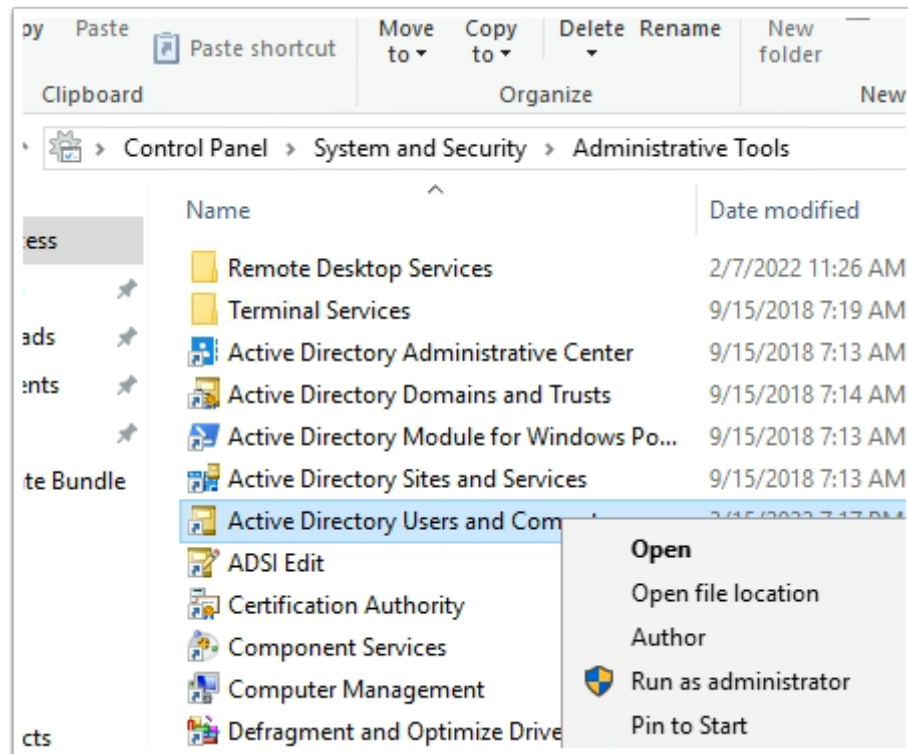 Paste
Paste shortcut
Move to
Copy to
Delete
Rename
New folder
Clipboard
Organize
New
Control Panel > System and Security > Administrative Tools
Name
Date modified
Remote Desktop Services 2/7/2022 11:26 AM
Terminal Services 9/15/2018 7:19 AM
Active Directory Administrative Center 9/15/2018 7:13 AM
ads
Active Directory Domains and Trusts 9/15/2018 7:14 AM
Active Directory Module for Windows Po... 9/15/2018 7:13 AM
te Bundle
Active Directory Sites and Services 9/15/2018 7:13 AM
Active Directory Users and
ADSI Edit
Certification Authority
Component Services
Computer Management
cts
Defragment and Optimize Drive
Open
Open file location
Author
Run as administrator
Pin to Start